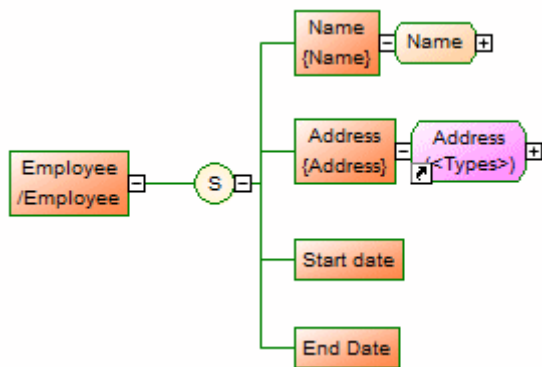 Name
{Name}
Name
Address
{Address}
Address
(<Types>)
Employee
/Employee
S
Start date
End Date